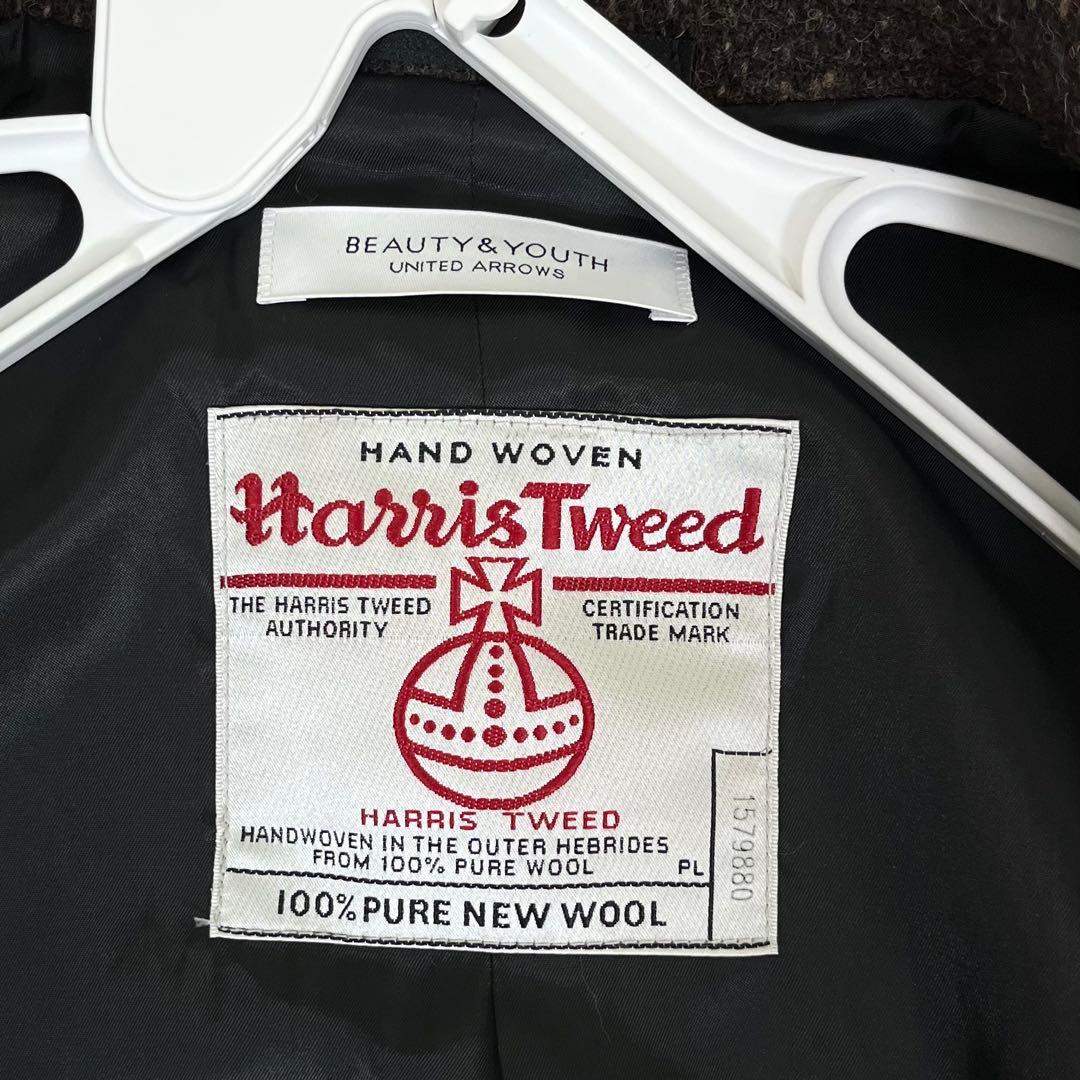 BEAUTY&YOUTH
UNITED ARROWS
HAND WOVEN
Harris Tweed
THE HARRIS TWEED
AUTHORITY
CERTIFICATION
TRADE MARK
HARRIS TWEED
HANDWOVEN IN THE OUTER HEBRIDES
FROM 100% PURE WOOL
PL
1579880
100% PURE NEW WOOL